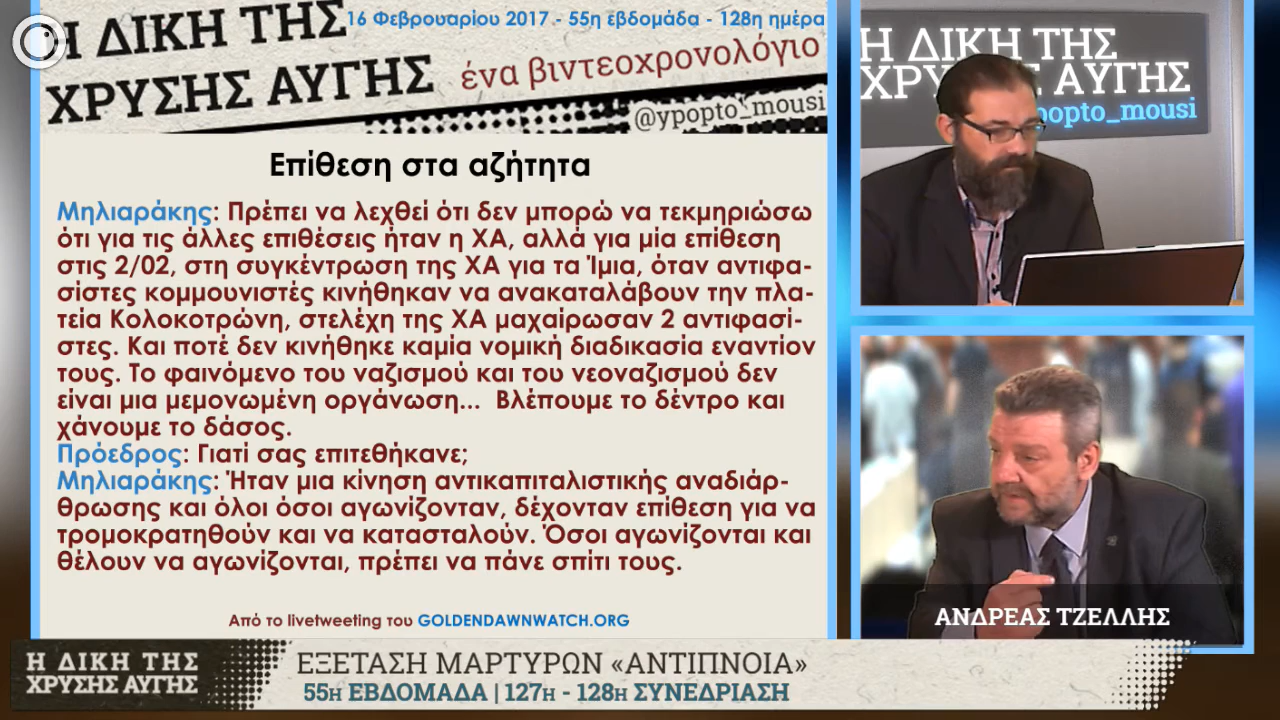 Η ΔΙΚΗ ΤΗΣ
ΧΡΥΣΗΣ ΑΥΓΗΣ
16 Φεβρουαρίου 2017 - 55η εβδομάδα - 128η ημέρα
ένα βιντεοχρονολόγιο
@ypopto_mousi
Επίθεση στα αζήτητα
Μηλιαράκης: Πρέπει να λεχθεί ότι δεν μπορώ να τεκμηριώσω
ότι για τις άλλες επιθέσεις ήταν η ΧΑ, αλλά για μία επίθεση
στις 2/02, στη συγκέντρωση της ΧΑ για τα Ίμια, όταν αντιφα-
σίστες κομμουνιστές κινήθηκαν να ανακαταλάβουν την πλα-
τεία Κολοκοτρώνη, στελέχη της ΧΑ μαχαίρωσαν 2 αντιφασί-
στες. Και ποτέ δεν κινήθηκε καμία νομική διαδικασία εναντίον
τους. Το φαινόμενο του ναζισμού και του νεοναζισμού δεν
είναι μια μεμονωμένη οργάνωση... Βλέπουμε το δέντρο και
χάνουμε το δάσος.
Πρόεδρος: Γιατί σας επιτεθήκανε;
Μηλιαράκης: Ήταν μια κίνηση αντικαπιταλιστικής αναδιάρ-
θρωσης και όλοι όσοι αγωνίζονταν, δέχονταν επίθεση για να
τρομοκρατηθούν και να κατασταλούν. Όσοι αγωνίζονται και
θέλουν να αγωνίζονται, πρέπει να πάνε σπίτι τους.
Από το livetweeting του GOLDENDAWNWATCH.ORG
Η ΔΙΚΗ ΤΗΣ
ΧΡΥΣΗΣ ΑΥΓΗΣ
ypopto_mousi
ΑΝΔΡΕΑΣ ΤΖΕΛΛΗΣ
Η ΔΙΚΗ ΤΗΣ
ΧΡΥΣΗΣ ΑΥΓΗΣ
ΕΞΕΤΑΣΗ ΜΑΡΤΥΡΩΝ «ΑΝΤΙΠΝΟΙΑ»
55Η ΕΒΔΟΜΑΔΑ | 127Η - 128Η ΣΥΝΕΔΡΙΑΣΗ